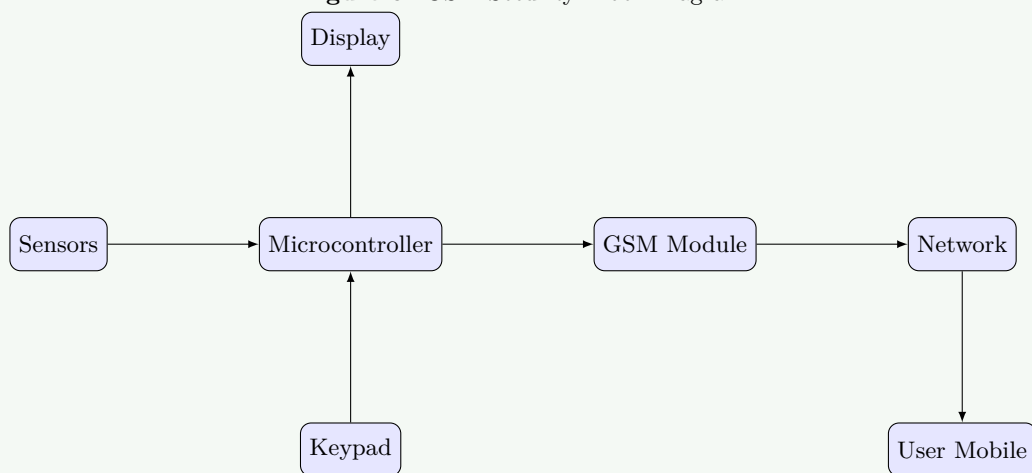 Display
Sensors
Microcontroller
GSM Module
Network
Keypad
User Mobile